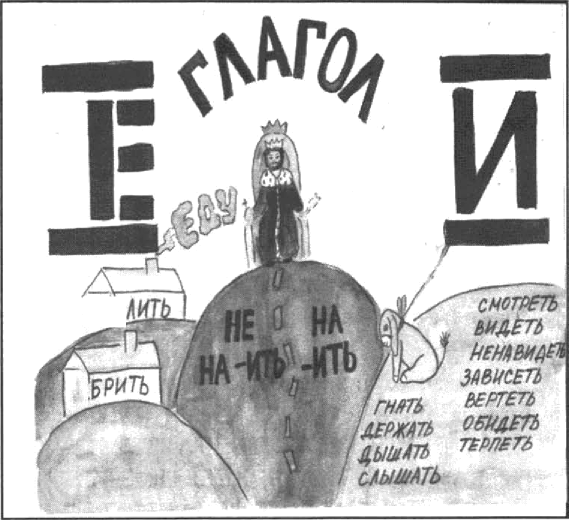 ГЛАГОЛ
Е
И
ЕДУ
ЛИТЬ
БРИТЬ
НЕ НА
НА-ИТЬ -ИТЬ
СМОТРЕТЬ
ВИДЕТЬ
НЕНАВИДЕТЬ
ЗАВИСЕТЬ
ВЕРТЕТЬ
ОБИДЕТЬ
ТЕРПЕТЬ
ГНАТЬ
ДЕРЖАТЬ
ДЫШАТЬ
СЛЫШАТЬ